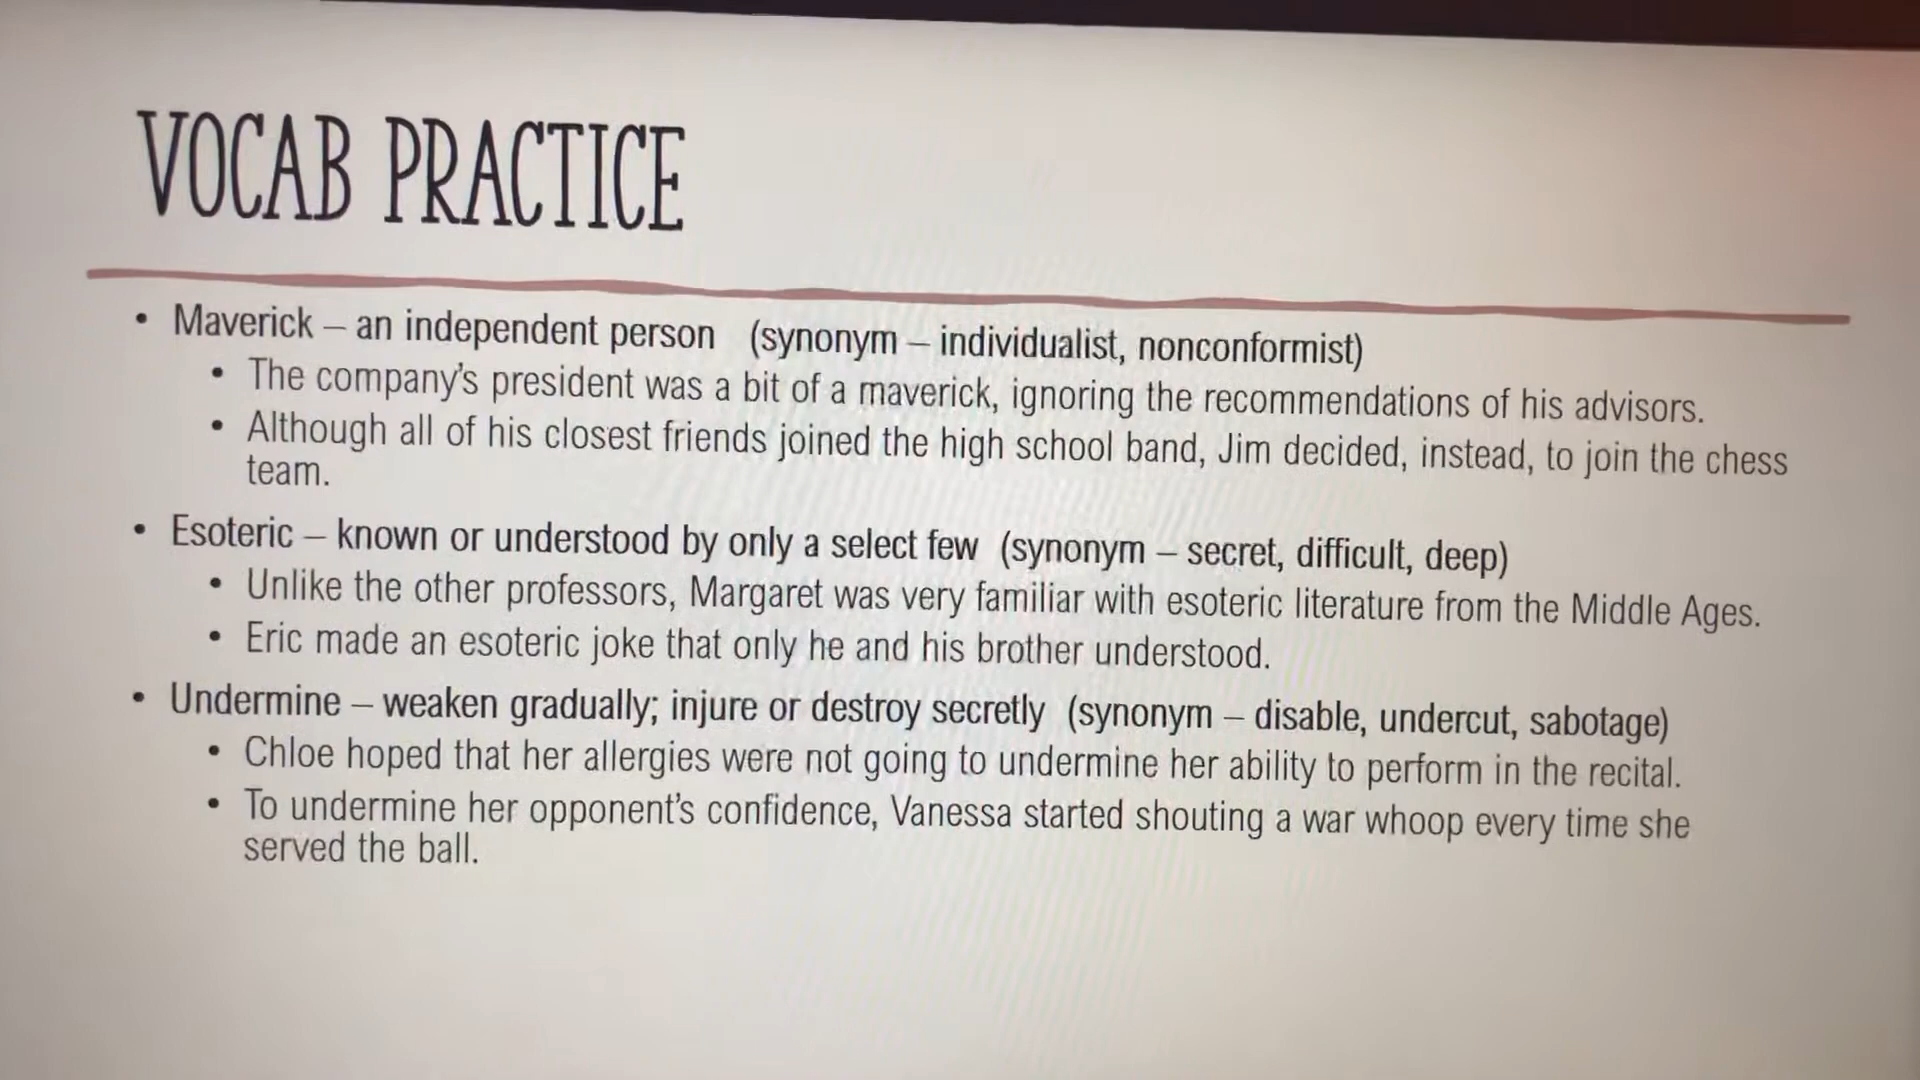 VOCAB PRACTICE
• Maverick – an independent person (synonym – individualist, nonconformist)
• The company's president was a bit of a maverick, ignoring the recommendations of his advisors.
• Although all of his closest friends joined the high school band, Jim decided, instead, to join the chess
team.
• Esoteric – known or understood by only a select few (synonym – secret, difficult, deep)
• Unlike the other professors, Margaret was very familiar with esoteric literature from the Middle Ages.
• Eric made an esoteric joke that only he and his brother understood.
• Undermine – weaken gradually; injure or destroy secretly (synonym – disable, undercut, sabotage)
• Chloe hoped that her allergies were not going to undermine her ability to perform in the recital.
• To undermine her opponent's confidence, Vanessa started shouting a war whoop every time she
served the ball.